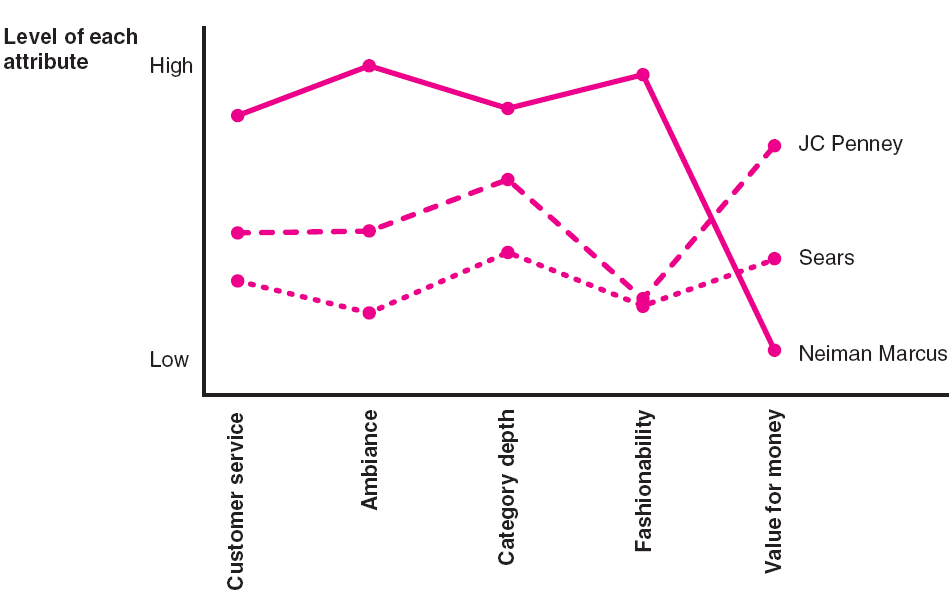 Level of each
attribute
High
Low
JC Penney
Sears
Neiman Marcus
Customer service
Ambiance
Category depth
Fashionability
Value for money